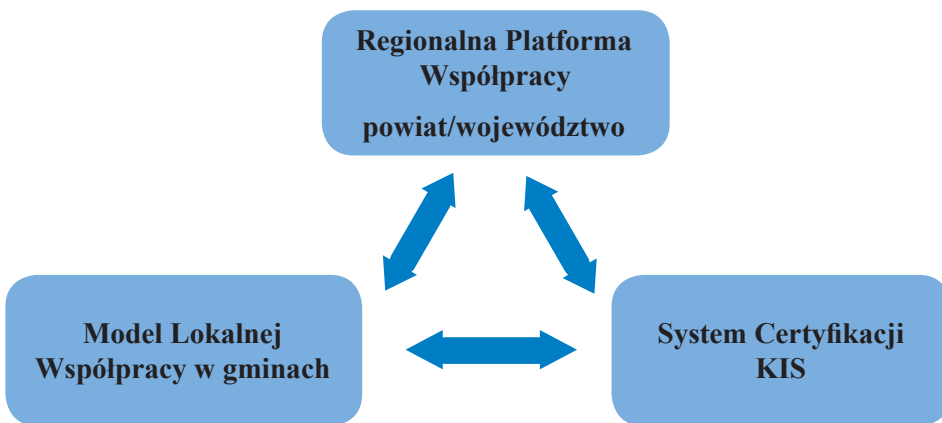 Regionalna Platforma
Współpracy
powiat/województwo
Model Lokalnej
Współpracy w gminach
System Certyfikacji
KIS